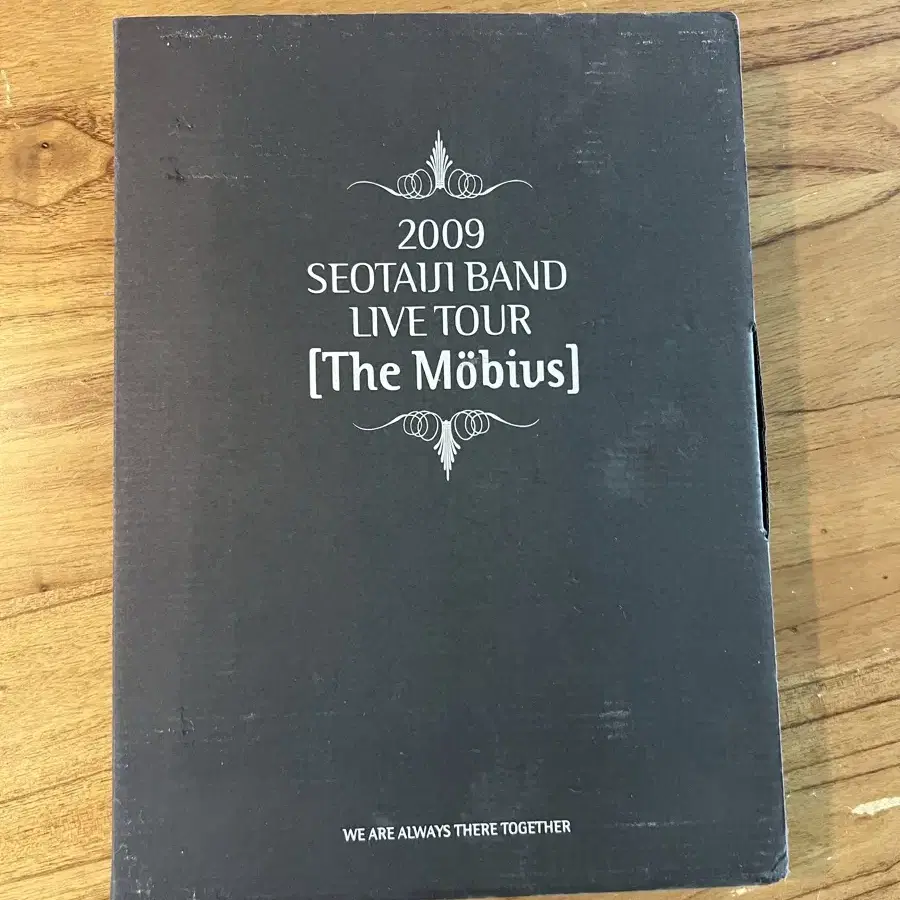 2009
SEOTAIJI BAND
LIVE TOUR
[The Möbius]
WE ARE ALWAYS THERE TOGETHER